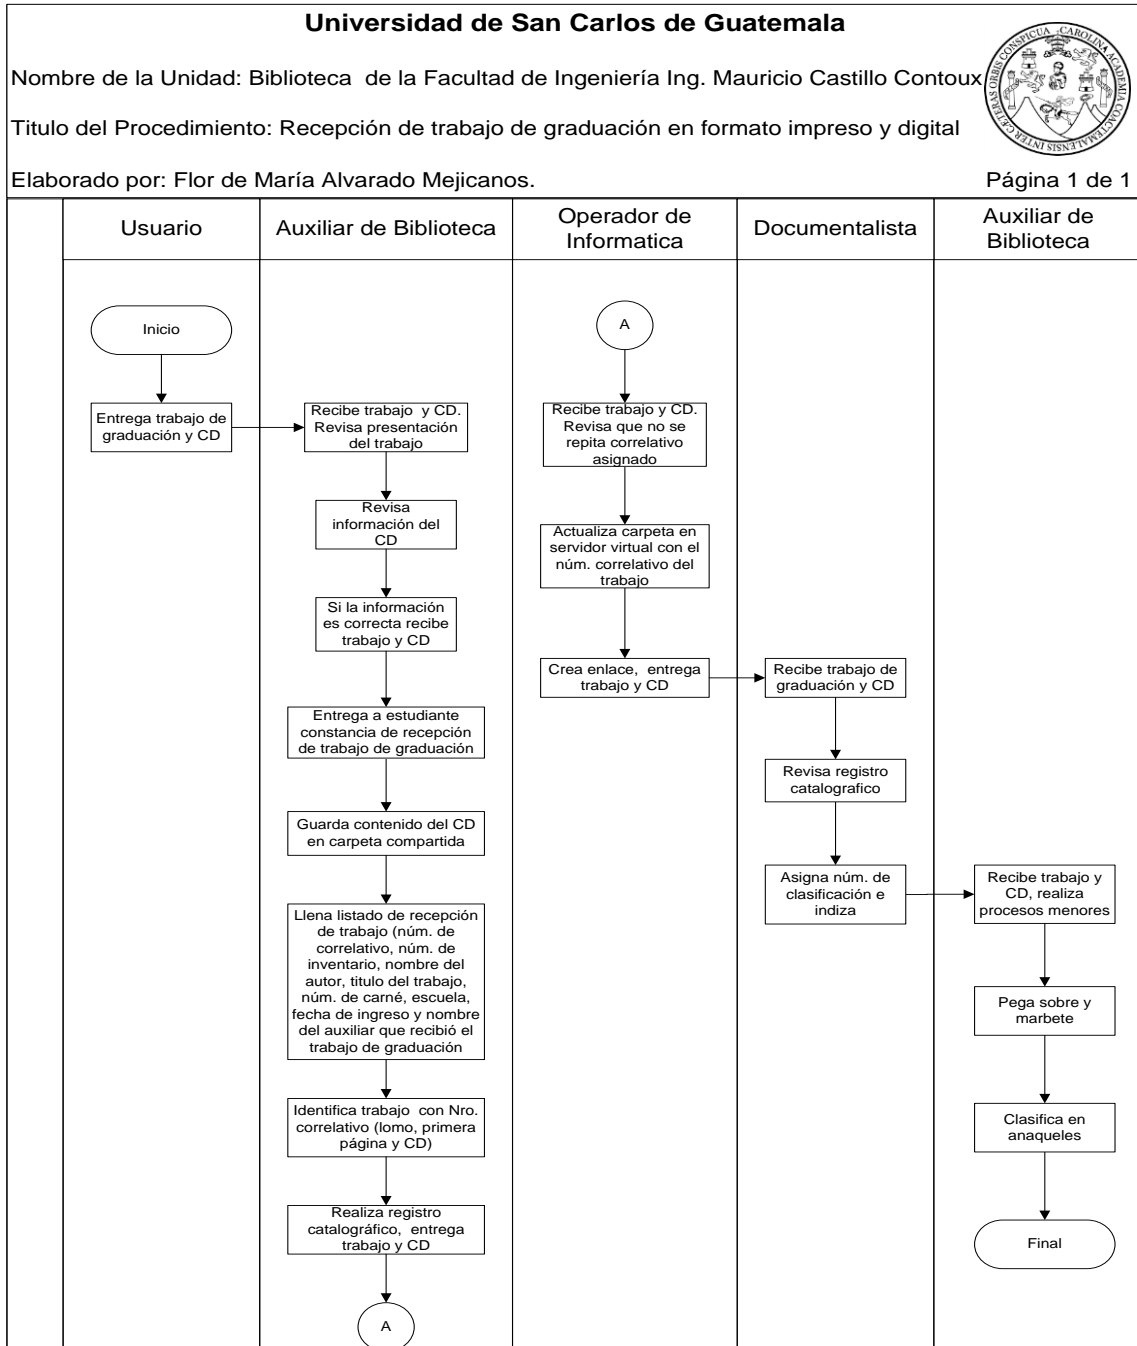 Universidad de San Carlos de Guatemala
Nombre de la Unidad: Biblioteca  de la Facultad de Ingeniería Ing. Mauricio Castillo Contoux
Titulo del Procedimiento: Recepción de trabajo de graduación en formato impreso y digital
Elaborado por: Flor de María Alvarado Mejicanos.
Página 1 de 1
Usuario
Auxiliar de Biblioteca
Operador de
Informatica
Documentalista
Auxiliar de
Biblioteca
Inicio
Entrega trabajo de
graduación y CD
Recibe trabajo  y CD.
Revisa presentación
del trabajo
Revisa
información del
CD
Si la información
es correcta recibe
trabajo y CD
Entrega a estudiante
constancia de recepción
de trabajo de graduación
Guarda contenido del CD
en carpeta compartida
Llena listado de recepción
de trabajo (núm. de
correlativo, núm. de
inventario, nombre del
autor, titulo del trabajo,
núm. de carné, escuela,
fecha de ingreso y nombre
del auxiliar que recibió el
trabajo de graduación
Identifica trabajo  con Nro.
correlativo (lomo, primera
página y CD)
Realiza registro
catalográfico,  entrega
trabajo y CD
A
A
Recibe trabajo y CD.
Revisa que no se
repita correlativo
asignado
Actualiza carpeta en
servidor virtual con el
núm. correlativo del
trabajo
Crea enlace,  entrega
trabajo y CD
Recibe trabajo de
graduación y CD
Revisa registro
catalografico
Asigna núm. de
clasificación e
indiza
Recibe trabajo y
CD, realiza
procesos menores
Pega sobre y
marbete
Clasifica en
anaqueles
Final